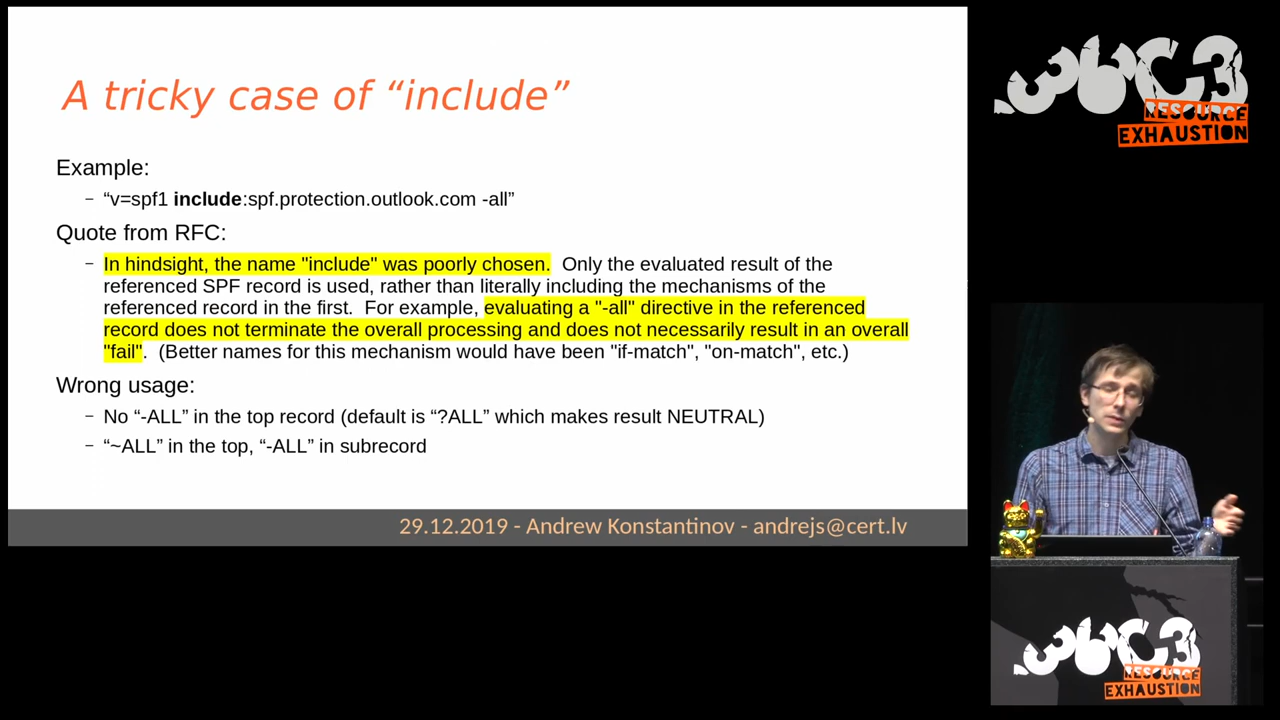 A tricky case of “include”
Example:
– “v=spf1 include:spf.protection.outlook.com -all”
Quote from RFC:
– In hindsight, the name "include" was poorly chosen.  Only the evaluated result of the
referenced SPF record is used, rather than literally including the mechanisms of the
referenced record in the first.  For example, evaluating a "-all" directive in the referenced
record does not terminate the overall processing and does not necessarily result in an overall
"fail".  (Better names for this mechanism would have been "if-match", "on-match", etc.)
Wrong usage:
– No “-ALL” in the top record (default is “?ALL” which makes result NEUTRAL)
– “~ALL” in the top, “-ALL” in subrecord
29.12.2019 - Andrew Konstantinov - andrejs@cert.lv
36C3
RESOURCE
EXHAUSTION
36C3
RESOURCE
EXHAUSTION